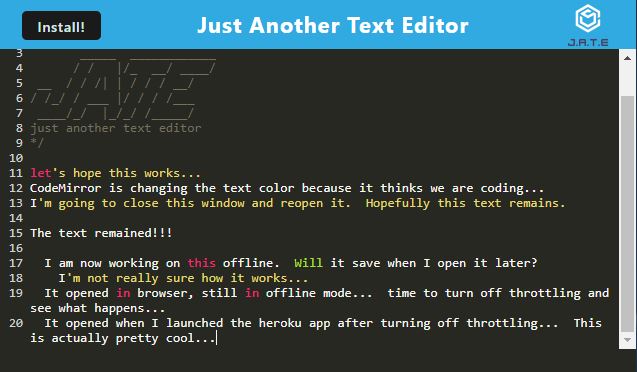 Install!
Just Another Text Editor
J.A.T.E
3         _____  ____________
4       / /   |/_  __/ ____/
5  __  / / /| | / / / __/
6 / /_/ / ___ |/ / / /___
7  ____/_/  |_/_/ /_____/
8 just another text editor
9 */
10
11 let's hope this works...
12 CodeMirror is changing the text color because it thinks we are coding...
13 I'm going to close this window and reopen it.  Hopefully this text remains.
14
15 The text remained!!!
16
17   I am now working on this offline.  Will it save when I open it later?
18     I'm not really sure how it works...
19   It opened in browser, still in offline mode...  time to turn off throttling and
see what happens...
20   It opened when I launched the heroku app after turning off throttling...  This
is actually pretty cool...